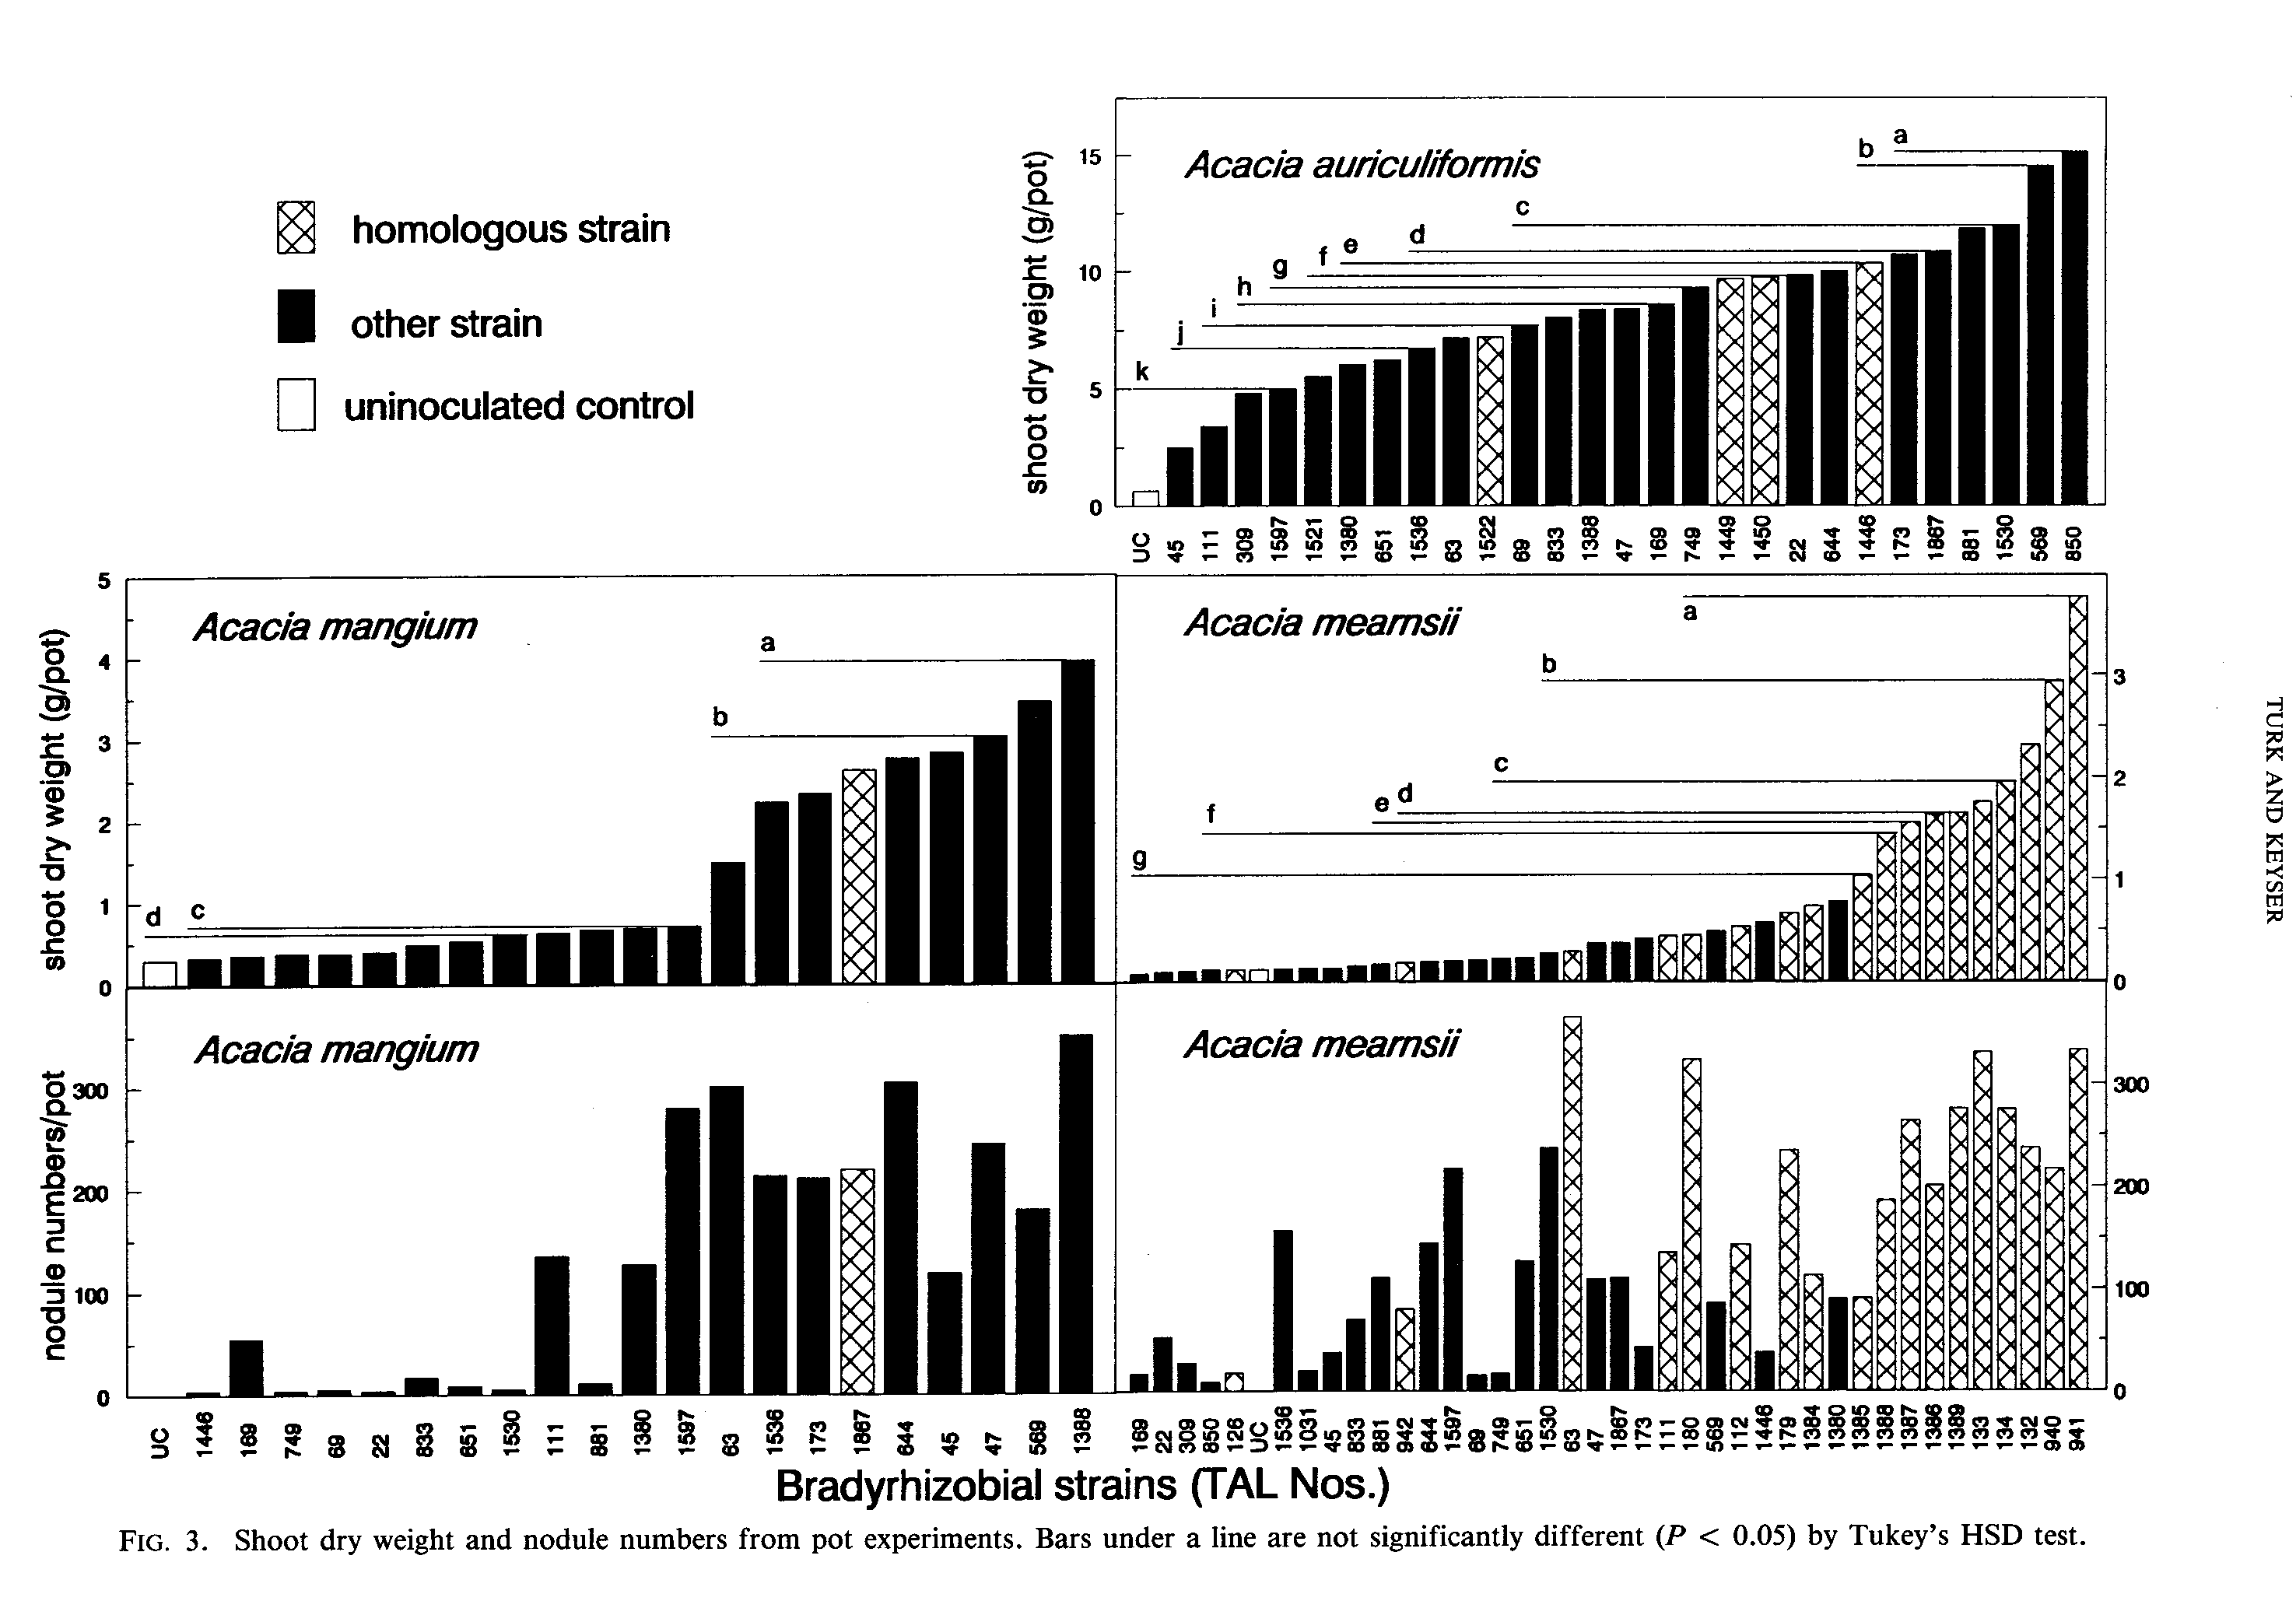 homologous strain
other strain
uninoculated control
shoot dry weight (g/pot)
15
10
5
0
Acacia auriculiformis
a
b
c
d
e
f
g
h
i
j
k
UC 45 111 309 1597 1521 1380 651 1536 63 1522 69 833 1388 47 169 749 1449 1450 22 644 1446 173 1867 881 1530 569 850
shoot dry weight (g/pot)
5
4
3
2
1
0
Acacia mangium
a
b
c
d
Acacia mearnsii
a
b
c
d
e
f
g
3
2
1
0
nodule numbers/pot
300
200
100
0
Acacia mangium
UC 1446 169 749 69 22 833 651 1530 111 881 1380 1597 63 1536 173 1867 644 45 47 569 1388
Acacia mearnsii
300
200
100
0
169 22 309 850 126 UC 1536 1031 45 833 881 942 644 1597 69 749 651 1530 63 47 1867 173 111 180 569 112 1446 179 1384 1380 1385 1388 1387 1386 1389 133 134 132 940 941
Bradyrhizobial strains (TAL Nos.)
FIG. 3. Shoot dry weight and nodule numbers from pot experiments. Bars under a line are not significantly different (P < 0.05) by Tukey's HSD test.
TURK AND KEYSER